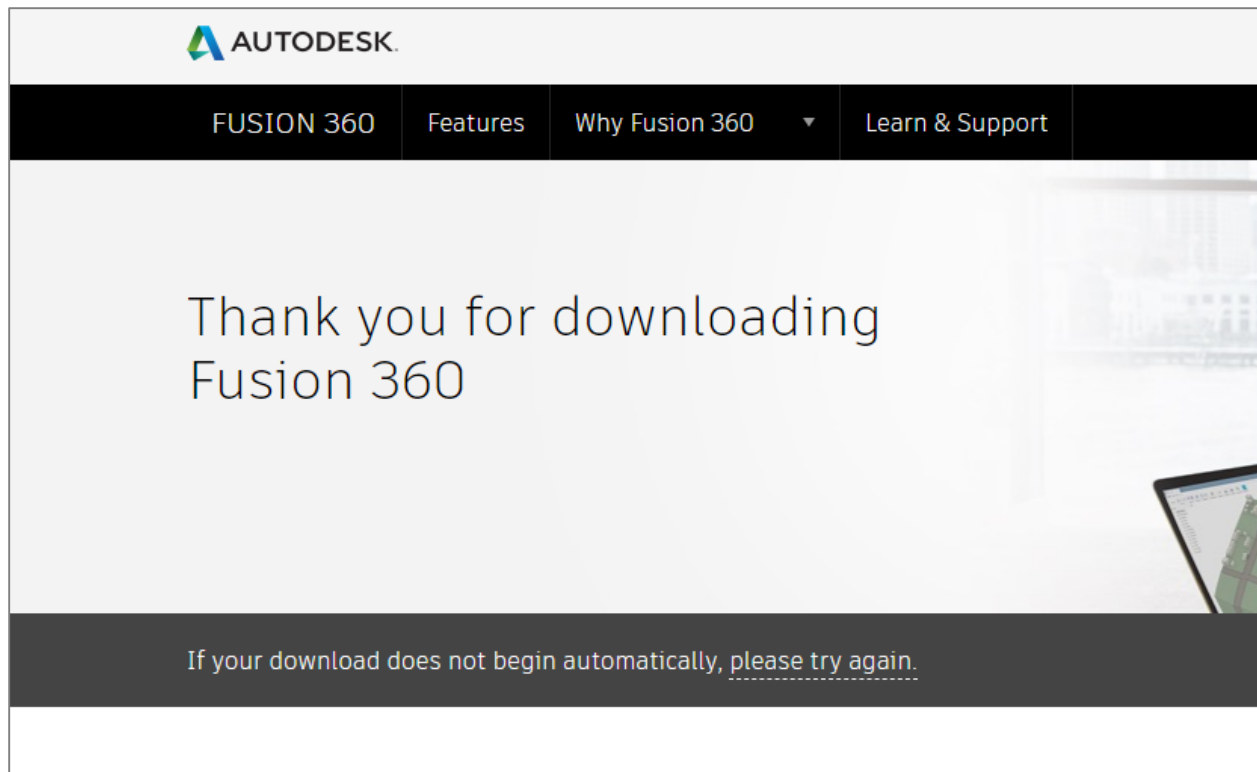 AUTODESK.
FUSION 360 Features Why Fusion 360 Learn & Support
Thank you for downloading
Fusion 360
If your download does not begin automatically, please try again.